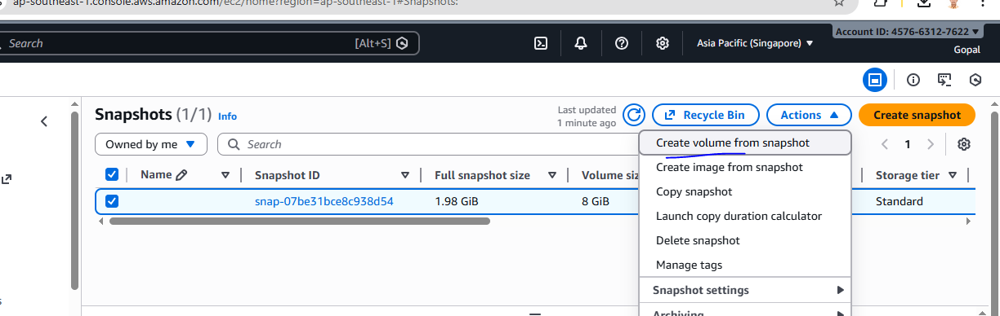 ap-southeast-1.console.aws.amazon.com/ec2/home?region=ap-southeast-1#Snapshots:
Search [Alt+S] Asia Pacific (Singapore) Account ID: 4576-6312-7622
Gopal
Snapshots (1/1) Info
Last updated
1 minute ago
Recycle Bin
Actions
Create snapshot
Owned by me
Search
1
Create volume from snapshot
Create image from snapshot
Copy snapshot
Launch copy duration calculator
Delete snapshot
Manage tags
Snapshot settings
Archiving
Name Snapshot ID Full snapshot size Volume siz Storage tier
snap-07be31bce8c938d54 1.98 GiB 8 GiB Standard